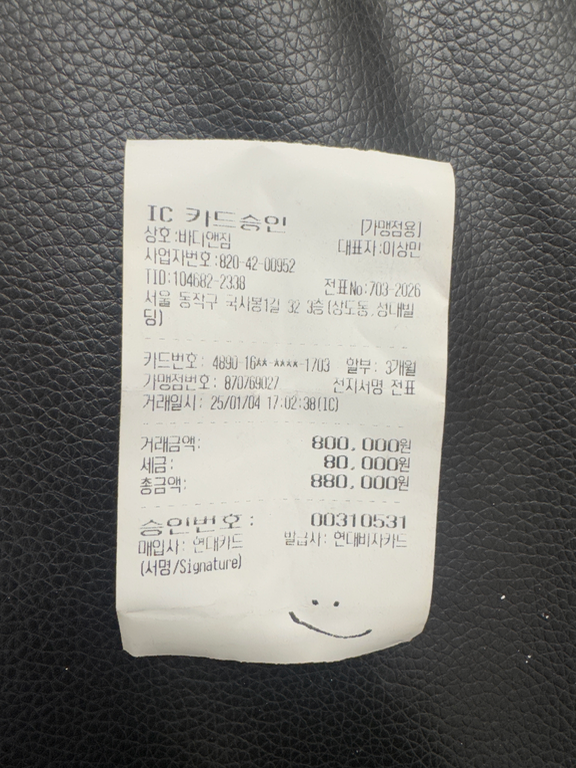 IC 카드승인 [가맹점용]
상호:바디앤짐 대표자:이상민
사업자번호:820-42-00952
TID:104682-2338 전표No:703-2026
서울 동작구 국사봉1길 32 3층(상도동,성대빌
딩)
카드번호: 4890-16**-****-1703 할부: 3개월
가맹점번호: 870769027 선지서명 전표
거래일시: 25/01/04 17:02:38(IC)
거래금액: 800,000원
세금: 80,000원
총금액: 880,000원
승인번호: 00310531
매입사: 현대카드 발급사: 현대비자카드
(서명/Signature)